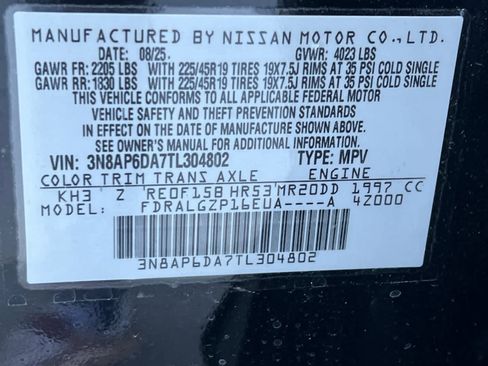 MANUFACTURED BY NISSAN MOTOR CO., LTD.
DATE: 08/25. GVWR: 4023 LBS
GAWR FR: 2205 LBS WITH 225/45R19 TIRES 19X7.5J RIMS AT 35 PSI COLD SINGLE
GAWR RR: 1830 LBS WITH 225/45R19 TIRES 19X7.5J RIMS AT 35 PSI COLD SINGLE
THIS VEHICLE CONFORMS TO ALL APPLICABLE FEDERAL MOTOR
VEHICLE SAFETY AND THEFT PREVENTION STANDARDS
IN EFFECT ON THE DATE OF MANUFACTURE SHOWN ABOVE.
SEE OWNER'S MANUAL FOR ADDITIONAL INFORMATION.
VIN: 3N8AP6DA7TL304802 TYPE: MPV
COLOR TRIM TRANS AXLE ENGINE
KH3 Z RE0F15B HR53 MR20DD 1997 CC
MODEL: FDRALGZP16EUA----A 4Z000
3N8AP6DA7TL304802